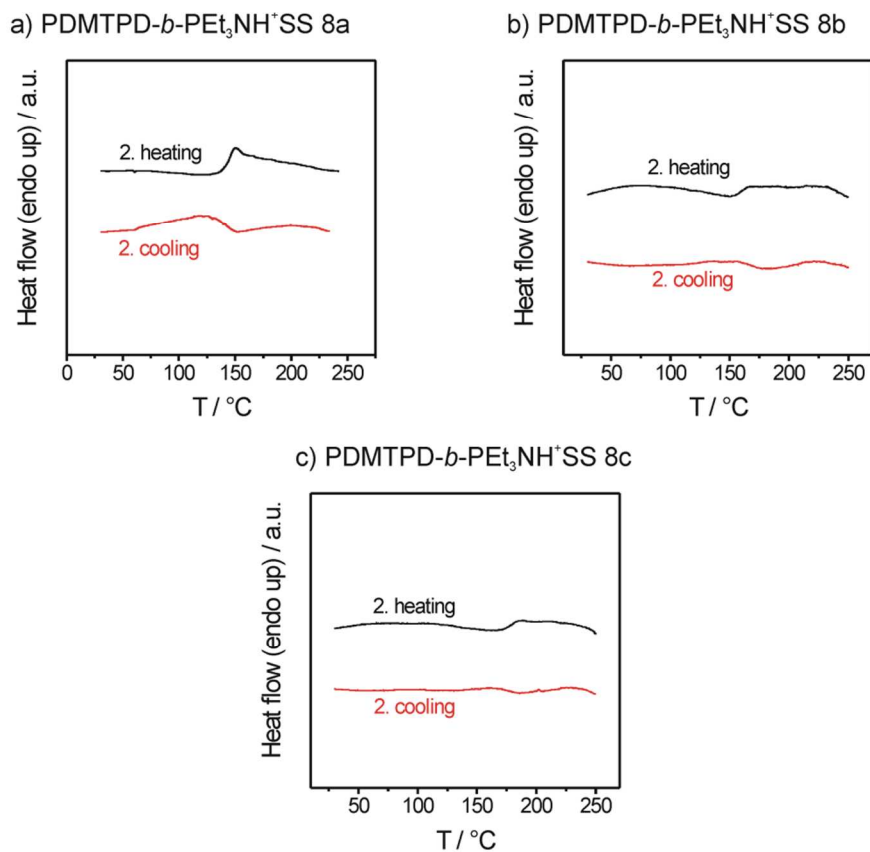 a) PDMTPD-b-PEt₃NH⁺SS 8a
b) PDMTPD-b-PEt₃NH⁺SS 8b
Heat flow (endo up) / a.u.
2. heating
2. cooling
0 50 100 150 200 250
T / °C
Heat flow (endo up) / a.u.
2. heating
2. cooling
50 100 150 200 250
T / °C
c) PDMTPD-b-PEt₃NH⁺SS 8c
Heat flow (endo up) / a.u.
2. heating
2. cooling
50 100 150 200 250
T / °C